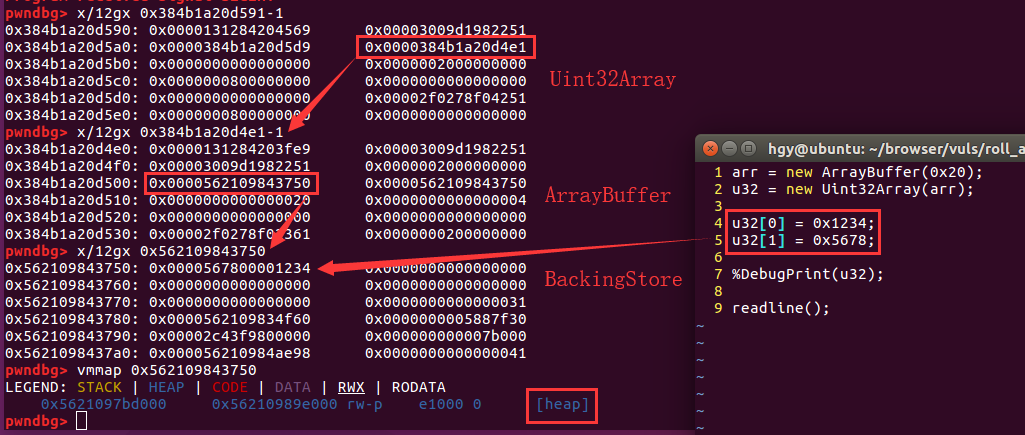 pwndbg> x/12gx 0x384b1a20d591-1
0x384b1a20d590: 0x0000131284204569 0x00003009d1982251
0x384b1a20d5a0: 0x0000384b1a20d5d9 0x0000384b1a20d4e1
0x384b1a20d5b0: 0x0000000000000000 0x0000002000000000
0x384b1a20d5c0: 0x0000000800000000 0x0000000000000000
0x384b1a20d5d0: 0x0000000000000000 0x00002f0278f04251
0x384b1a20d5e0: 0x0000000800000000 0x0000000000000000
pwndbg> x/12gx 0x384b1a20d4e1-1
0x384b1a20d4e0: 0x0000131284203fe9 0x00003009d1982251
0x384b1a20d4f0: 0x00003009d1982251 0x0000002000000000
0x384b1a20d500: 0x0000562109843750 0x0000562109843750
0x384b1a20d510: 0x0000000000000020 0x0000000000000004
0x384b1a20d520: 0x0000000000000000 0x0000000000000000
0x384b1a20d530: 0x00002f0278f0 361 0x0000000200000000
pwndbg> x/12gx 0x562109843750
0x562109843750: 0x0000567800001234 0x0000000000000000
0x562109843760: 0x0000000000000000 0x0000000000000000
0x562109843770: 0x0000000000000000 0x0000000000000031
0x562109843780: 0x0000562109834f60 0x0000000005887f30
0x562109843790: 0x00002c43f9800000 0x000000000007b000
0x5621098437a0: 0x000056210984ae98 0x0000000000000041
pwndbg> vmmap 0x562109843750
LEGEND: STACK | HEAP | CODE | DATA | RWX | RODATA
0x5621097bd000 0x56210989e000 rw-p e1000 0 [heap]
pwndbg>
Uint32Array
ArrayBuffer
BackingStore
hgy@ubuntu: ~/browser/vuls/roll_a
1 arr = new ArrayBuffer(0x20);
2 u32 = new Uint32Array(arr);
3
4 u32[0] = 0x1234;
5 u32[1] = 0x5678;
6
7 %DebugPrint(u32);
8
9 readline();
~
~
~
~
~
~
~
~